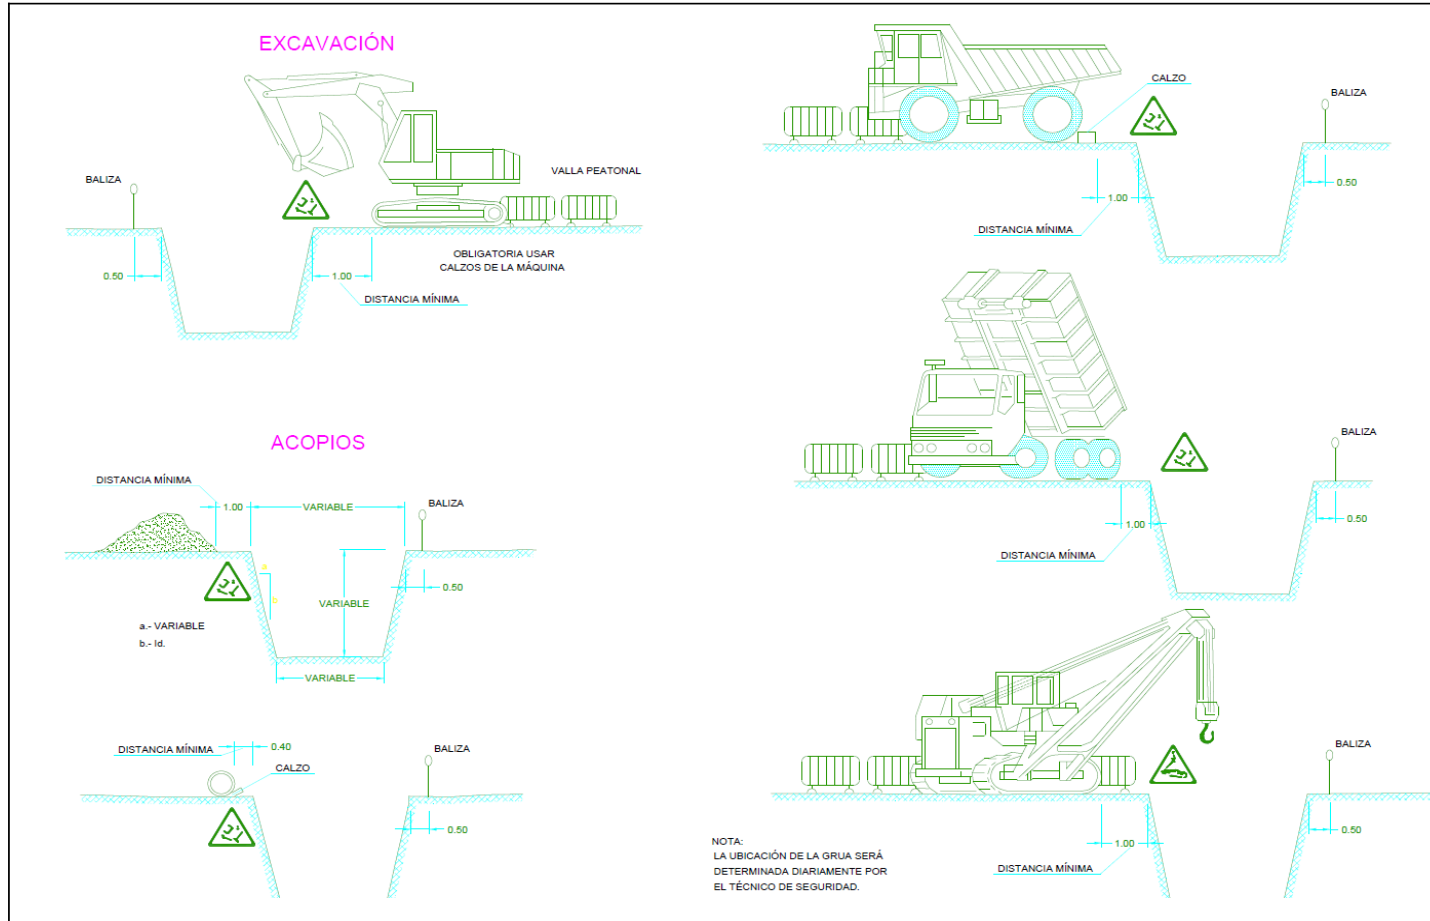 EXCAVACIÓN
BALIZA
VALLA PEATONAL
OBLIGATORIA USAR
CALZOS DE LA MÁQUINA
0.50
1.00
DISTANCIA MÍNIMA
ACOPIOS
DISTANCIA MÍNIMA
1.00
VARIABLE
BALIZA
a
b
0.50
VARIABLE
a.- VARIABLE
b.- Id.
VARIABLE
DISTANCIA MÍNIMA
0.40
BALIZA
CALZO
0.50
CALZO
BALIZA
0.50
1.00
DISTANCIA MÍNIMA
BALIZA
0.50
1.00
DISTANCIA MÍNIMA
BALIZA
0.50
1.00
DISTANCIA MÍNIMA
NOTA:
LA UBICACIÓN DE LA GRUA SERÁ
DETERMINADA DIARIAMENTE POR
EL TÉCNICO DE SEGURIDAD.